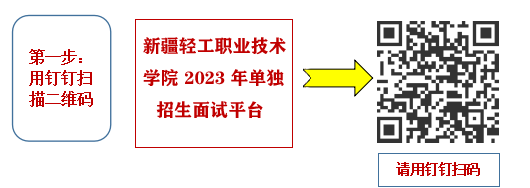 第一步：
用钉钉扫
描二维码
新疆轻工职业技术
学院 2023 年单独
招生面试平台
请用钉钉扫码